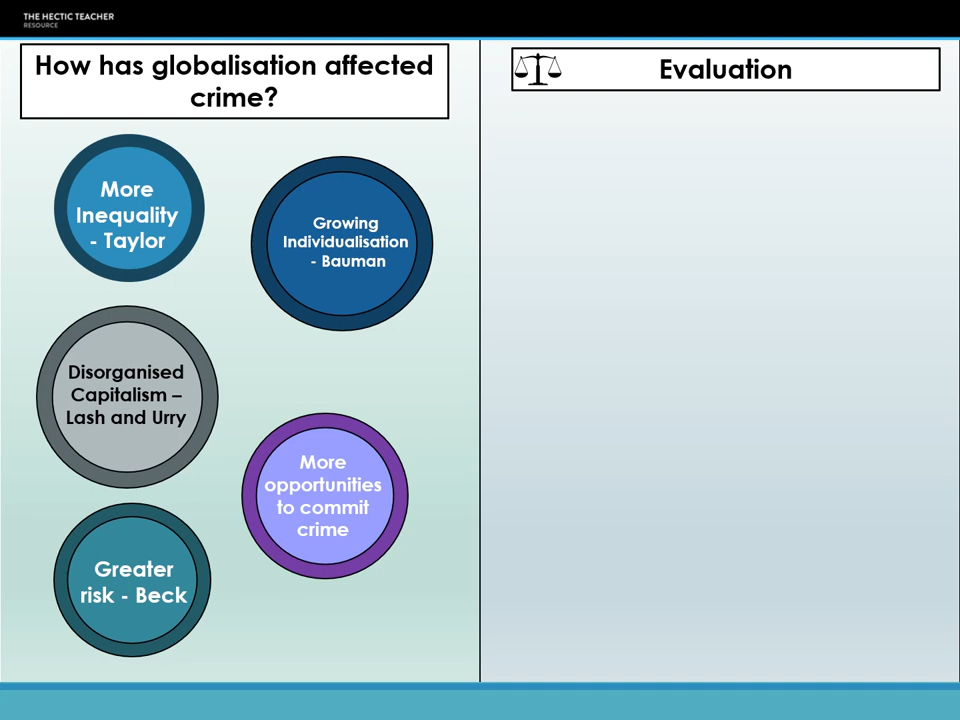 THE HECTIC TEACHER
RESOURCE
How has globalisation affected
crime?
More
Inequality
- Taylor
Growing
Individualisation
- Bauman
Disorganised
Capitalism –
Lash and Urry
More
opportunities
to commit
crime
Greater
risk - Beck
Evaluation